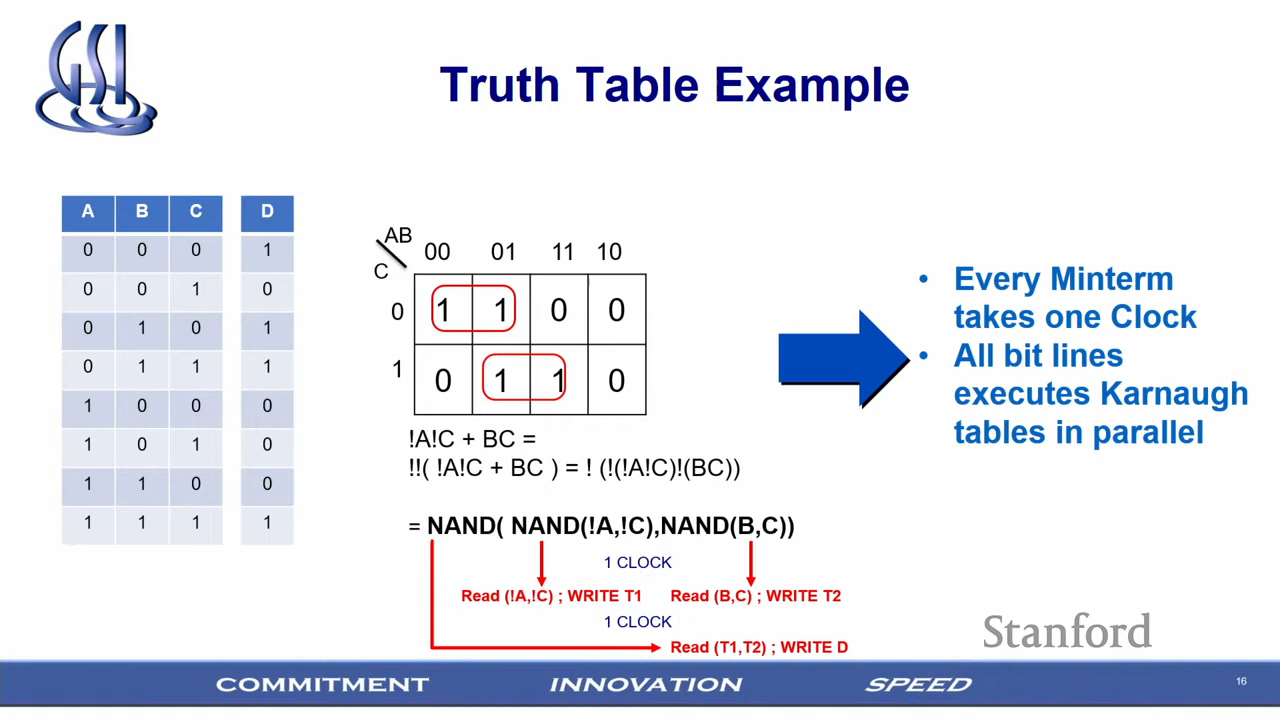 GSI
Truth Table Example
A B C D
0 0 0 1
0 0 1 0
0 1 0 1
0 1 1 1
1 0 0 0
1 0 1 0
1 1 0 0
1 1 1 1
AB
C
00 01 11 10
0 1 1 0 0
1 0 1 1 0
!A!C + BC =
!!( !A!C + BC ) = ! (!(!A!C)!(BC))
= NAND( NAND(!A,!C),NAND(B,C))
1 CLOCK
Read (!A,!C) ; WRITE T1 Read (B,C) ; WRITE T2
1 CLOCK
Read (T1,T2) ; WRITE D
• Every Minterm
takes one Clock
• All bit lines
executes Karnaugh
tables in parallel
Stanford
COMMITMENT INNOVATION SPEED
16